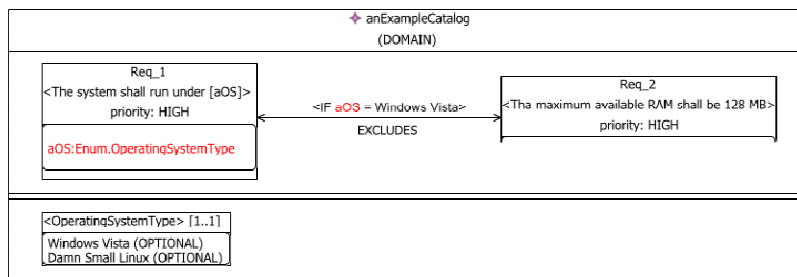 anExampleCatalog
(DOMAIN)
Req_1
<The system shall run under [aOS]>
priority: HIGH
aOS:Enum.OperatingSystemType
<IF aOS = Windows Vista>
EXCLUDES
Req_2
<Tha maximum available RAM shall be 128 MB>
priority: HIGH
<OperatingSystemType> [1..1]
Windows Vista (OPTIONAL)
Damn Small Linux (OPTIONAL)